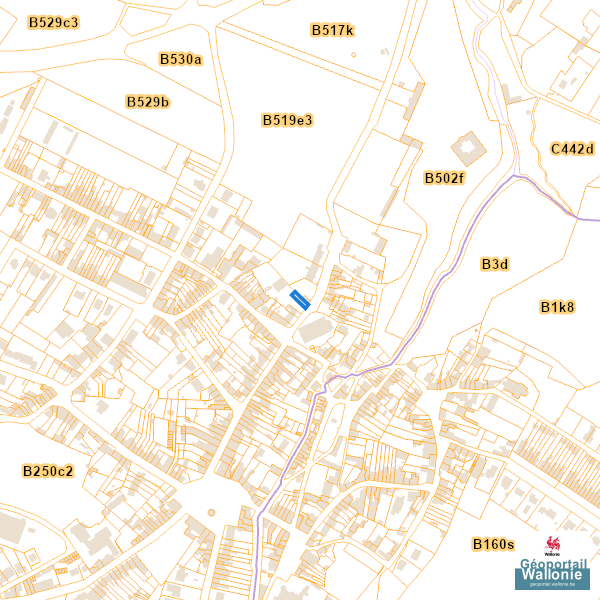 B529c3
B517k
B530a
B529b
B519e3
C442d
B502f
B3d
B1k8
B250c2
B160s
Wallonie
Géoportail
Wallonie
geoportail.wallonie.be